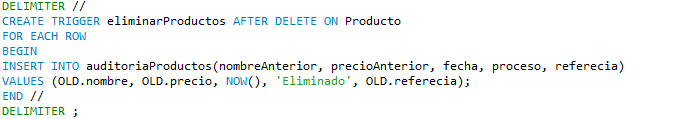 DELIMITER //
CREATE TRIGGER eliminarProductos AFTER DELETE ON Producto
FOR EACH ROW
BEGIN
INSERT INTO auditoriaProductos(nombreAnterior, precioAnterior, fecha, proceso, referecia)
VALUES (OLD.nombre, OLD.precio, NOW(), 'Eliminado', OLD.referecia);
END //
DELIMITER ;